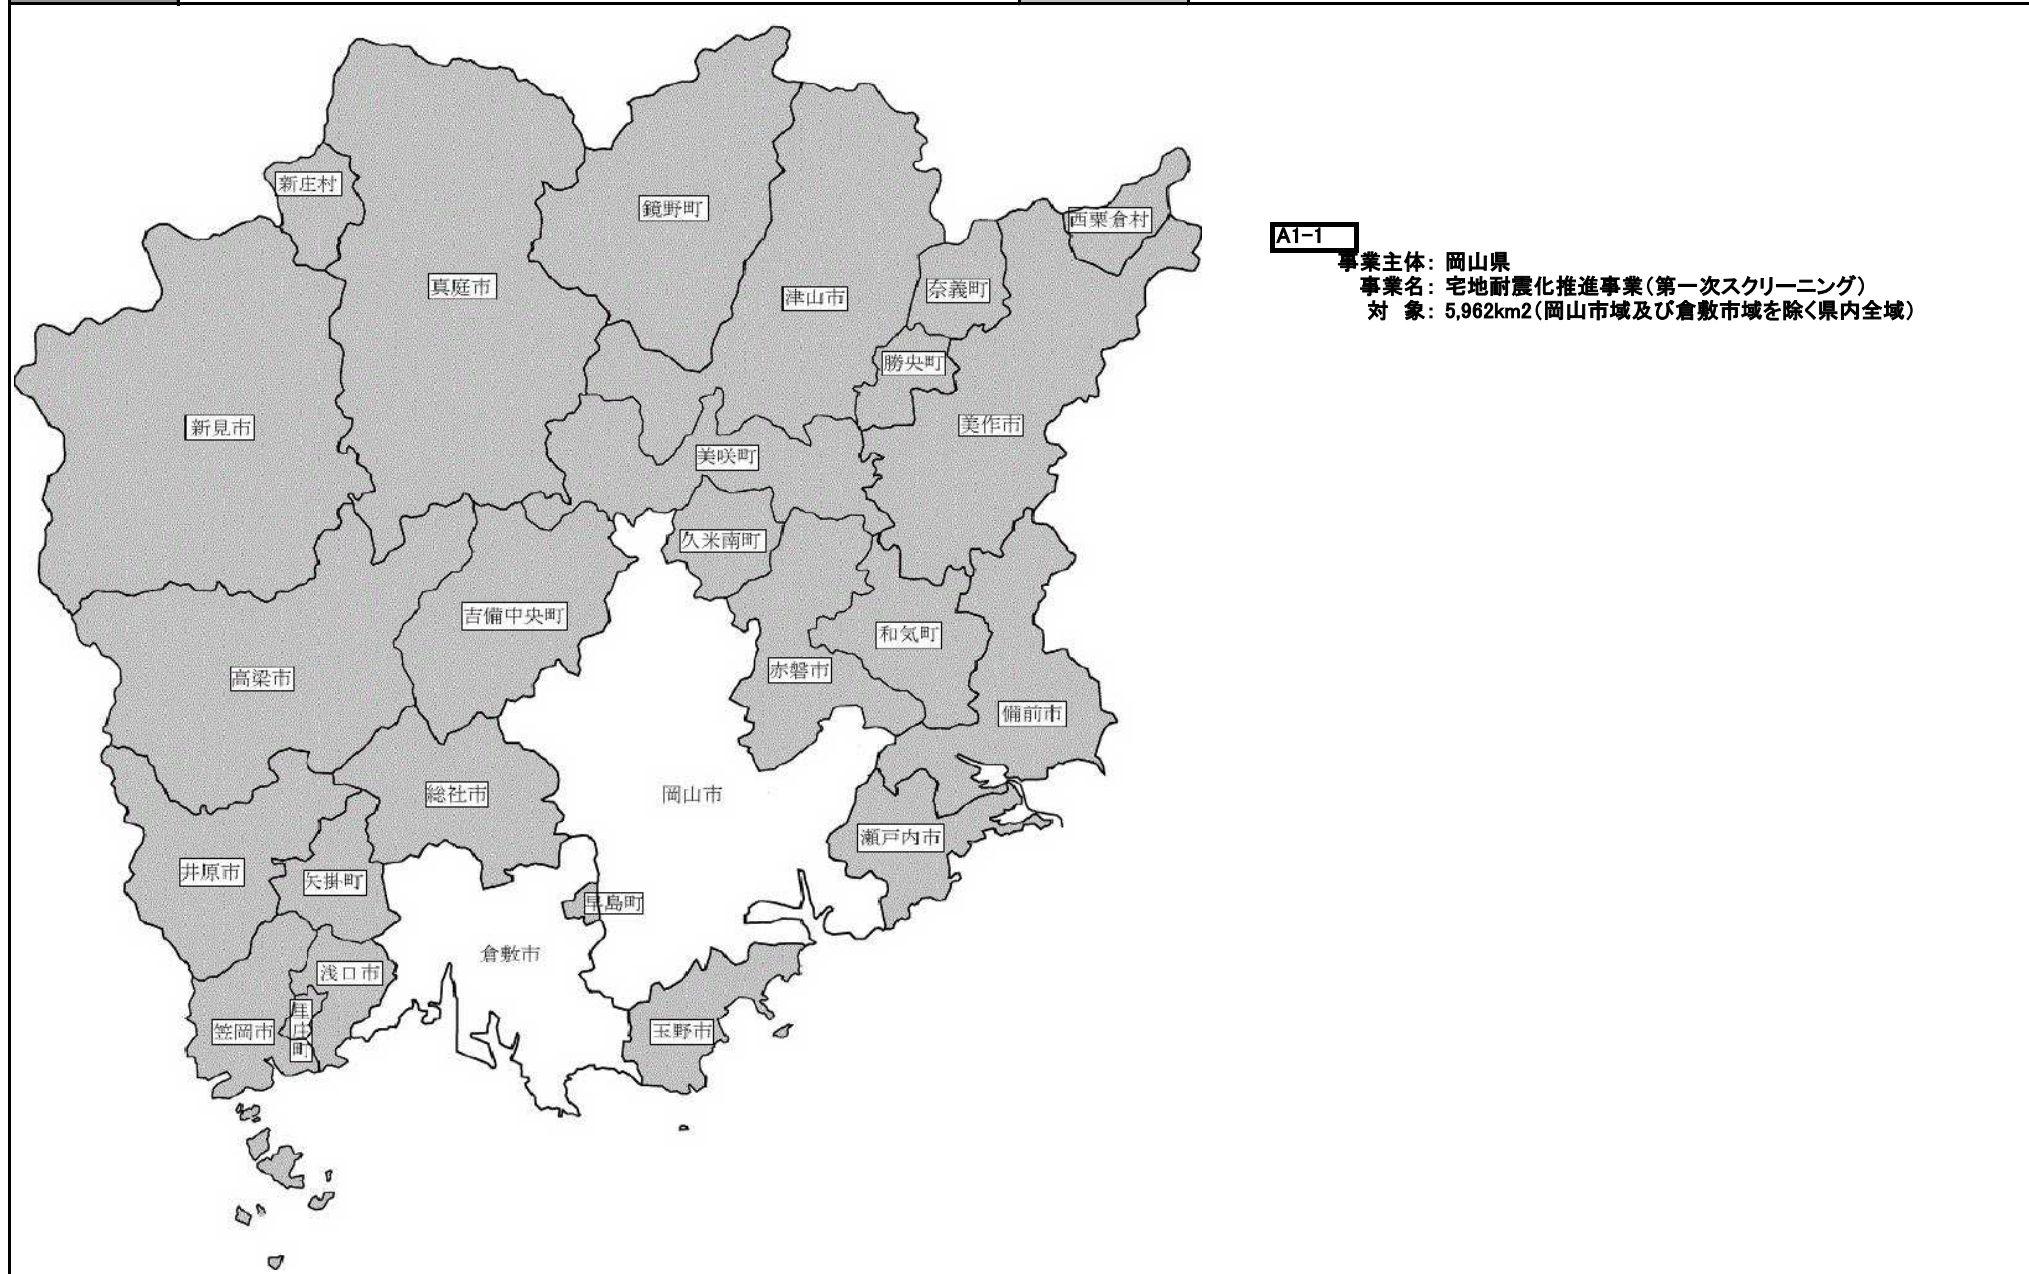 新庄村
鏡野町
西粟倉村
A1-1
事業主体： 岡山県
事業名： 宅地耐震化推進事業（第一次スクリーニング）
対　象： 5,962km2（岡山市域及び倉敷市域を除く県内全域）
真庭市
津山市
奈義町
勝央町
新見市
美作市
美咲町
久米南町
吉備中央町
和気町
高梁市
赤磐市
備前市
総社市
岡山市
瀬戸内市
井原市
矢掛町
早島町
倉敷市
浅口市
里庄町
笠岡市
玉野市